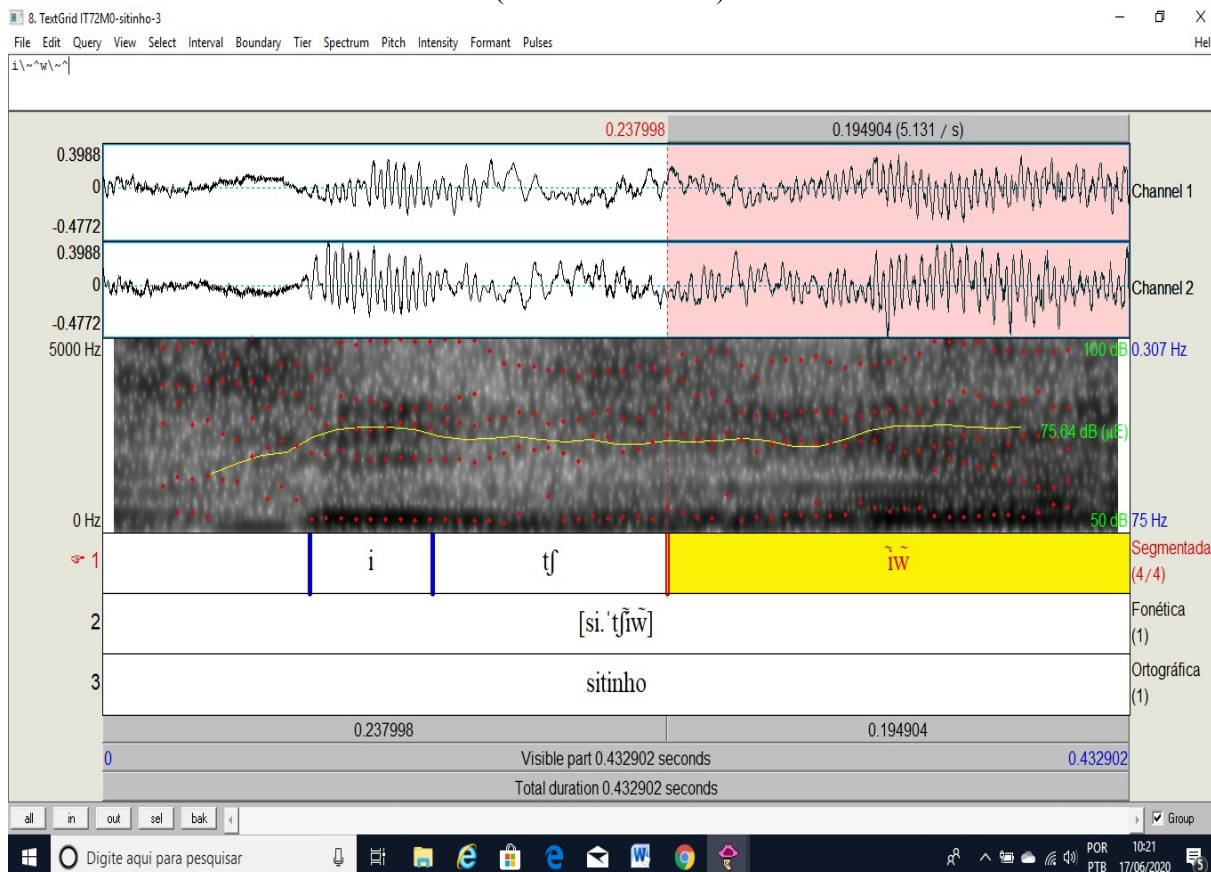 8. TextGrid IT72M0-sitinho-3
File Edit Query View Select Interval Boundary Tier Spectrum Pitch Intensity Formant Pulses Hel
i\~^w\~^
0.237998 0.194904 (5.131 / s)
0.3988
0
-0.4772
Channel 1
0.3988
0
-0.4772
Channel 2
5000 Hz 100 dB 0.307 Hz
75.64 dB (µE)
0 Hz 50 dB 75 Hz
1 i tʃ ĩw̃ Segmentada
(4/4)
2 [si.ˈtʃĩw̃] Fonética
(1)
3 sitinho Ortográfica
(1)
0.237998 0.194904
0 Visible part 0.432902 seconds 0.432902
Total duration 0.432902 seconds
all in out sel bak Group
Digite aqui para pesquisar POR 10:21
PTB 17/06/2020 5